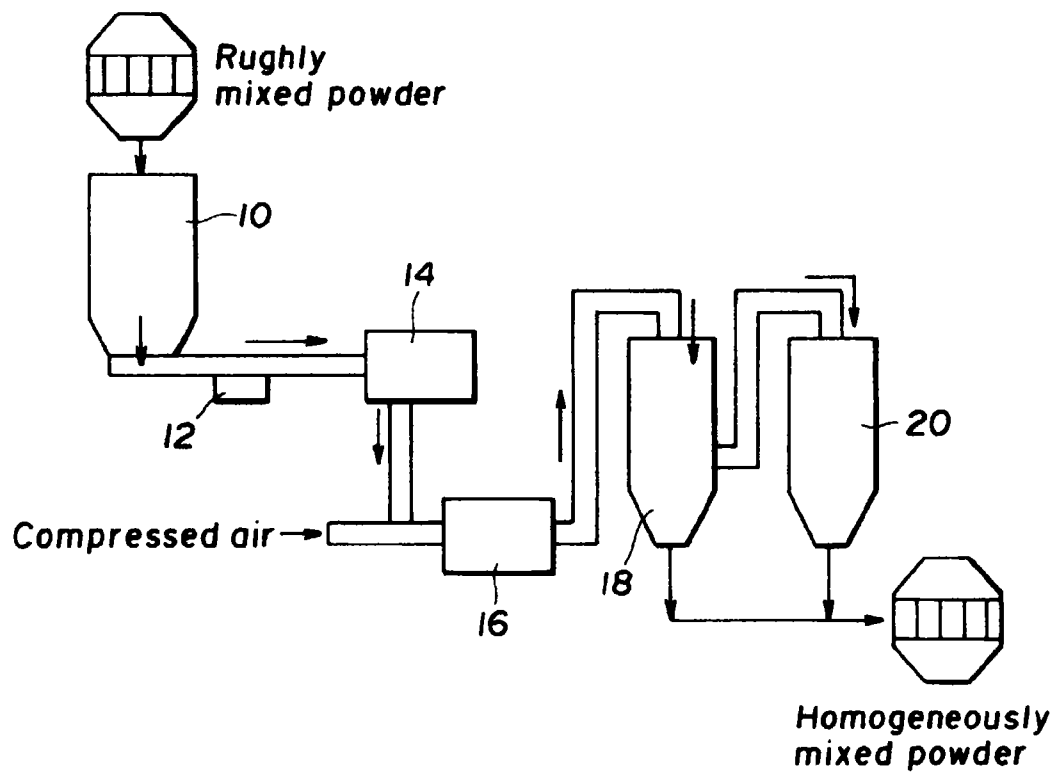 Rughly
mixed powder
10
14
12
20
Compressed air
18
16
Homogeneously
mixed powder